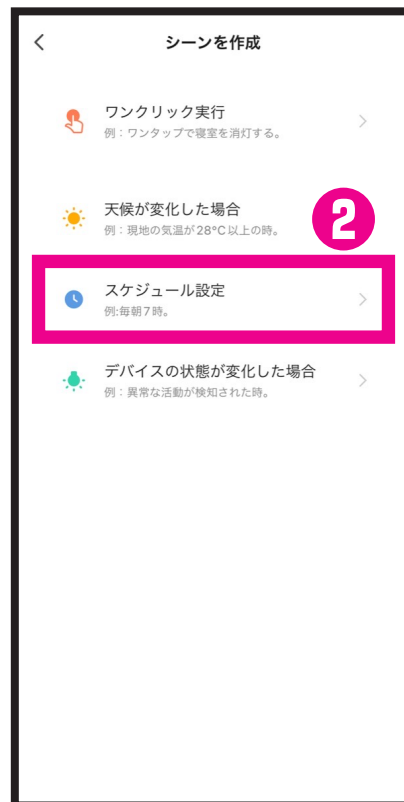 シーンを作成
ワンクリック実行
例：ワンタップで寝室を消灯する。
天候が変化した場合
例：現地の気温が28°C以上の時。
2
スケジュール設定
例:毎朝7時。
デバイスの状態が変化した場合
例：異常な活動が検知された時。